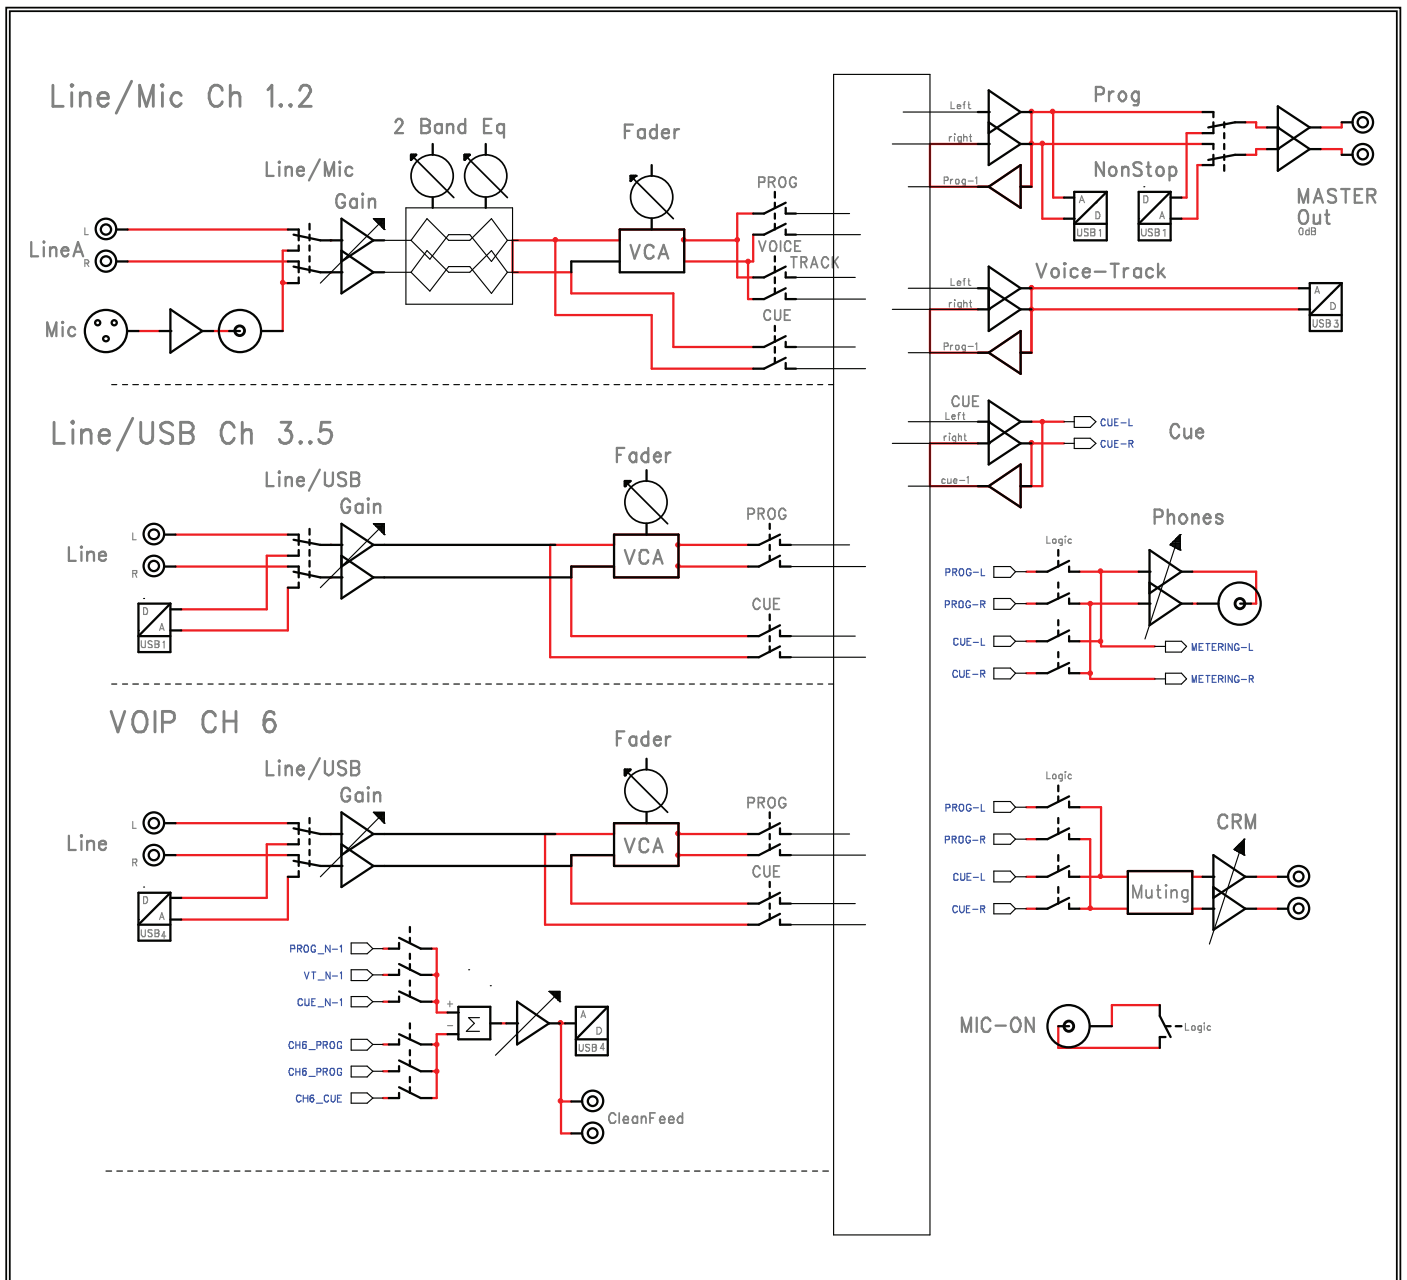 Line/Mic Ch 1..2
2 Band Eq
Fader
Line/Mic
Gain
PROG
L
LineA
R
VCA
VOICE
TRACK
Mic
CUE
Line/USB Ch 3..5
Line/USB
Gain
Fader
PROG
L
Line
R
VCA
D
A
USB1
CUE
VOIP CH 6
Line/USB
Gain
Fader
PROG
L
Line
R
VCA
CUE
D
A
USB4
PROG_N-1
VT_N-1
CUE_N-1
+
-
Σ
A
D
USB4
CH6_PROG
CH6_PROG
CH6_CUE
CleanFeed
Left
Prog
right
Prog-1
NonStop
A
D
USB1
D
A
USB1
MASTER
Out
0dB
Voice-Track
Left
right
Prog-1
A
D
USB3
CUE
Left
right
cue-1
CUE-L
CUE-R
Cue
Phones
Logic
PROG-L
PROG-R
CUE-L
CUE-R
METERING-L
METERING-R
Logic
PROG-L
PROG-R
CUE-L
CUE-R
CRM
Muting
MIC-ON
Logic